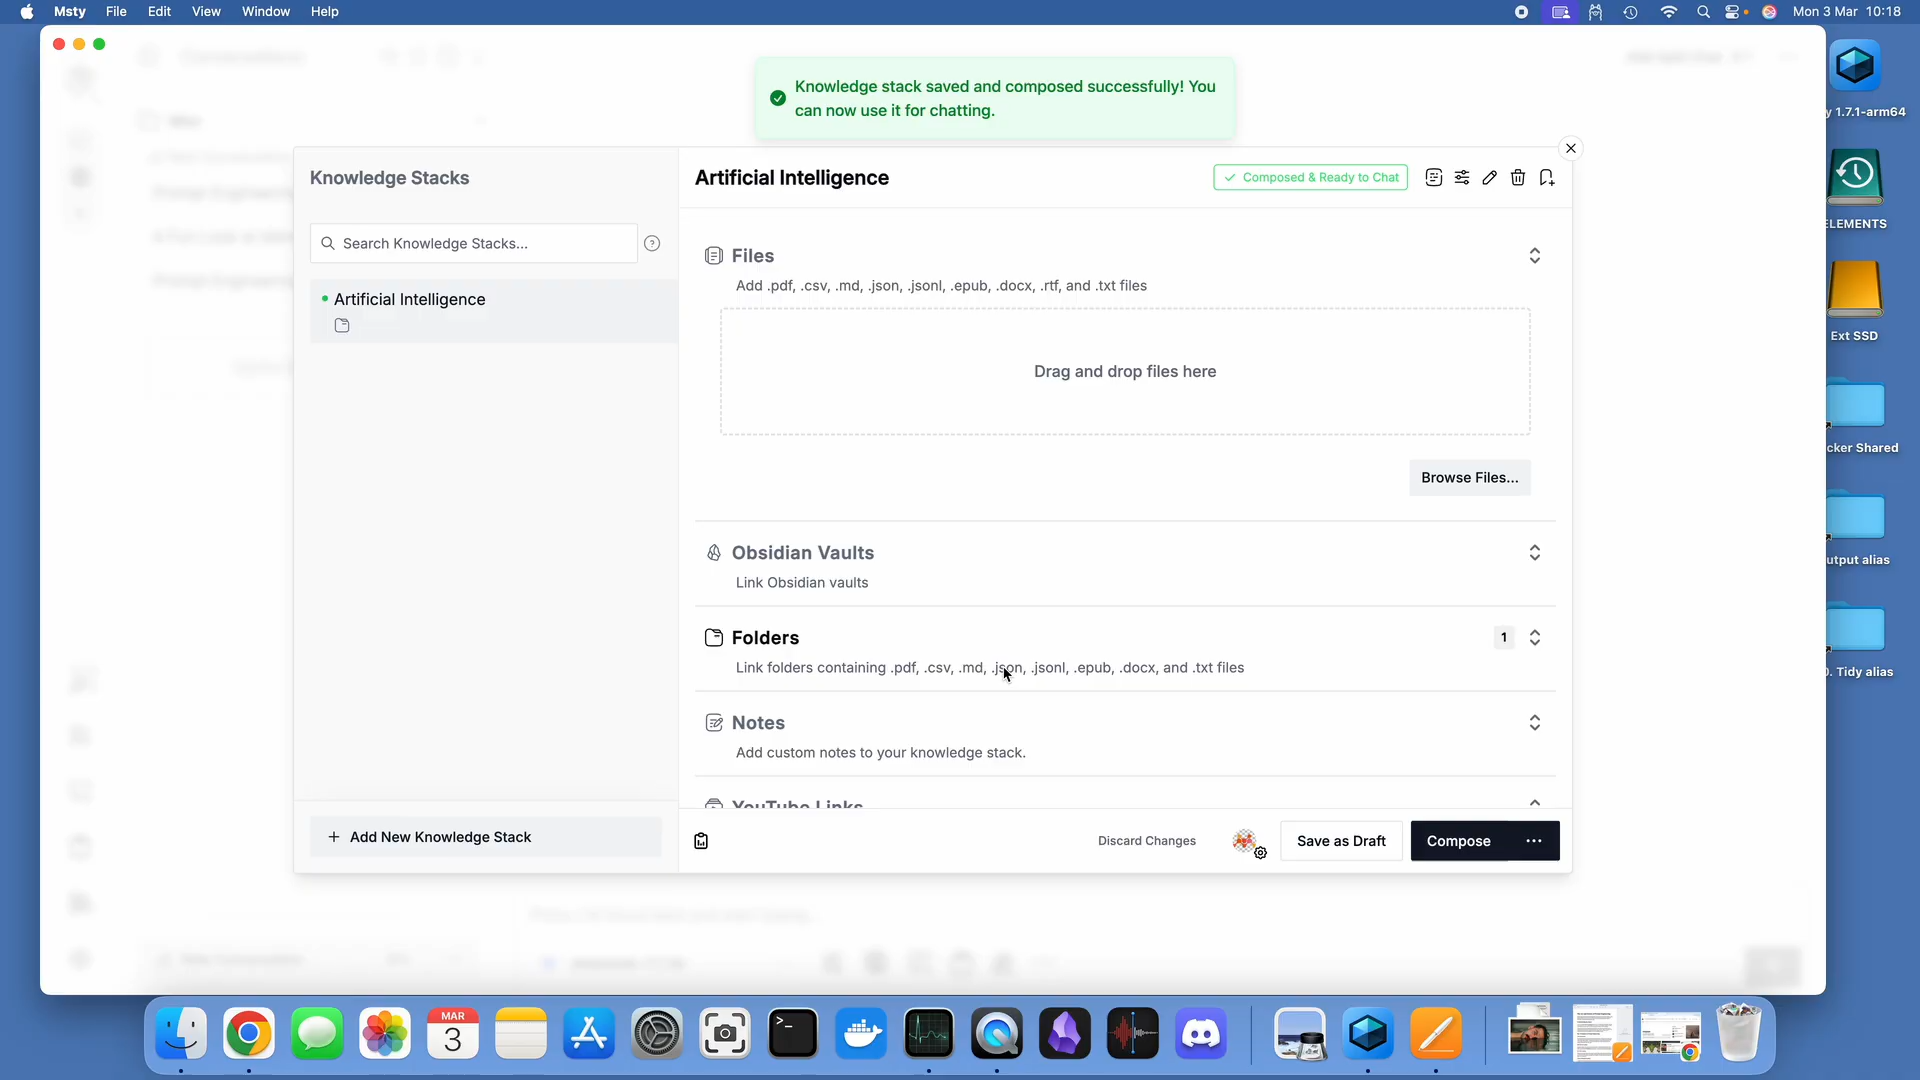 Msty File Edit View Window Help
Mon 3 Mar 10:18
Knowledge stack saved and composed successfully! You
can now use it for chatting.
y 1.7.1-arm64
ELEMENTS
Ext SSD
cker Shared
utput alias
0. Tidy alias
Knowledge Stacks
Search Knowledge Stacks...
?
Artificial Intelligence
+ Add New Knowledge Stack
Artificial Intelligence
Composed & Ready to Chat
Files
Add .pdf, .csv, .md, .json, .jsonl, .epub, .docx, .rtf, and .txt files
Drag and drop files here
Browse Files...
Obsidian Vaults
Link Obsidian vaults
Folders
1
Link folders containing .pdf, .csv, .md, .json, .jsonl, .epub, .docx, and .txt files
Notes
Add custom notes to your knowledge stack.
YouTube Links
Discard Changes
Save as Draft
Compose ...
MAR
3